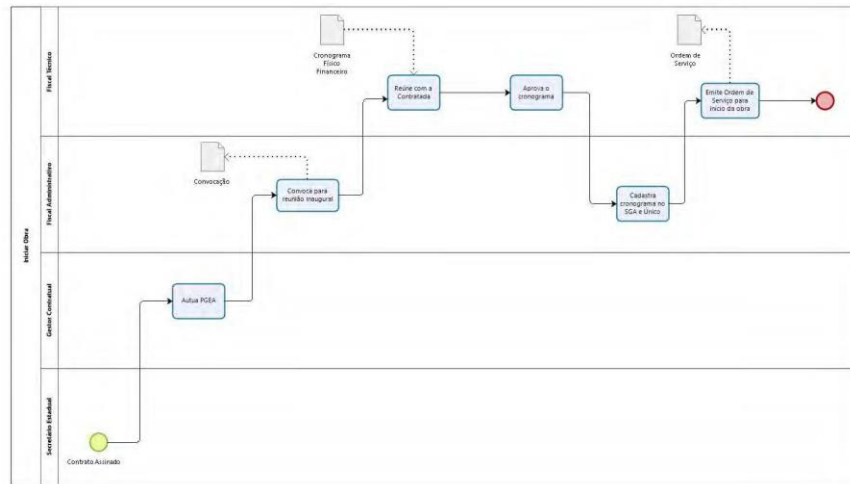 Iniciar Obra
Fiscal Técnico
Cronograma
Físico
Financeiro
Reúne com a
Contratada
Aprova o
cronograma
Ordem de
Serviço
Emite Ordem de
Serviço para
início da obra
Fiscal Administrativo
Convocação
Convoca para
reunião inaugural
Cadastra
cronograma no
SGA e Único
Gestor Contratual
Autua PGEA
Secretário Estadual
Contrato Assinado